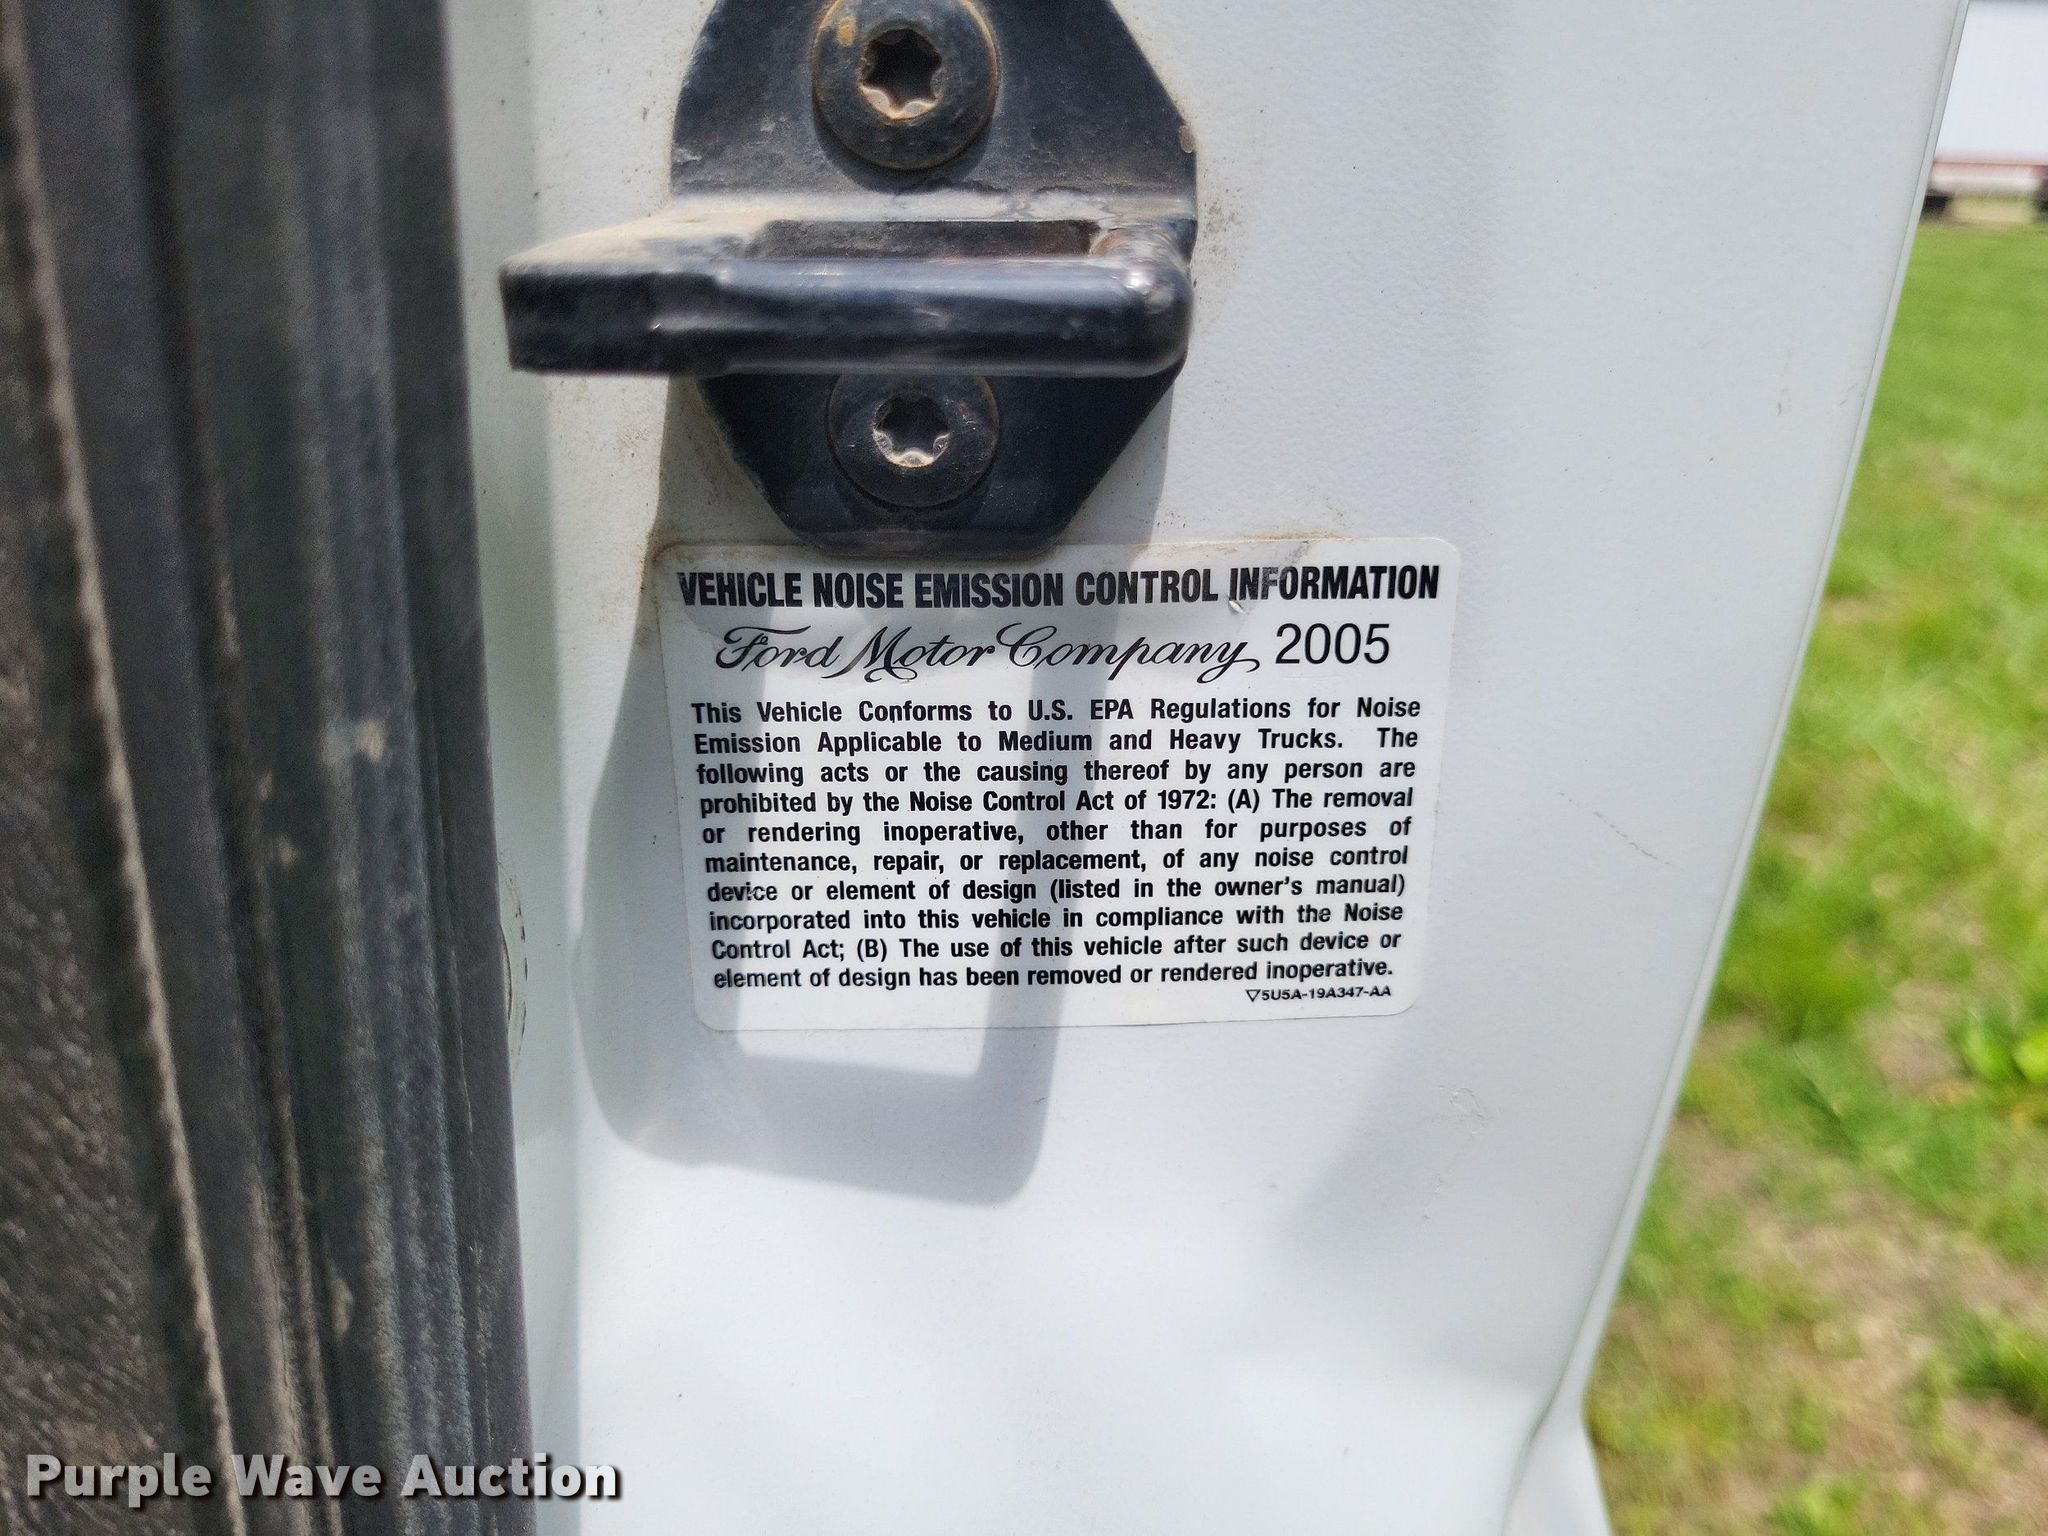 VEHICLE NOISE EMISSION CONTROL INFORMATION
Ford Motor Company, 2005
This Vehicle Conforms to U.S. EPA Regulations for Noise
Emission Applicable to Medium and Heavy Trucks. The
following acts or the causing thereof by any person are
prohibited by the Noise Control Act of 1972: (A) The removal
or rendering inoperative, other than for purposes of
maintenance, repair, or replacement, of any noise control
device or element of design (listed in the owner's manual)
incorporated into this vehicle in compliance with the Noise
Control Act; (B) The use of this vehicle after such device or
element of design has been removed or rendered inoperative.
▽5U5A-19A347-AA
Purple Wave Auction